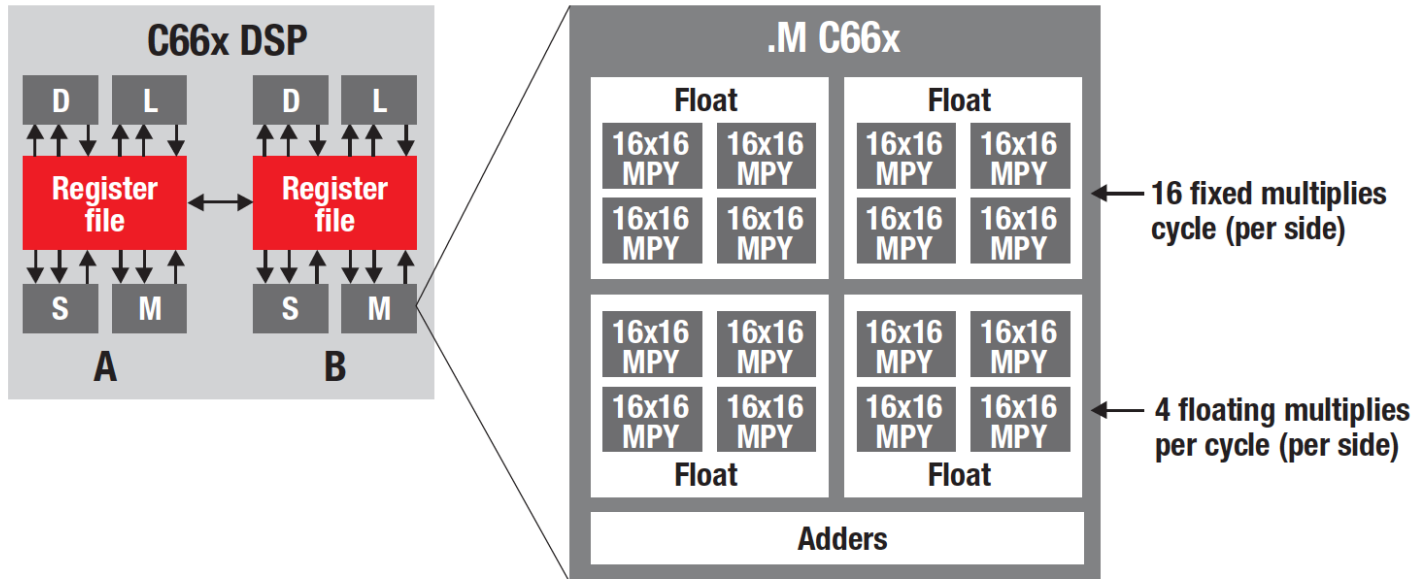 C66x DSP
D
L
D
L
Register
file
Register
file
S
M
S
M
A
B
.M C66x
Float
Float
16x16
MPY
16x16
MPY
16x16
MPY
16x16
MPY
16x16
MPY
16x16
MPY
16x16
MPY
16x16
MPY
16 fixed multiplies
cycle (per side)
16x16
MPY
16x16
MPY
16x16
MPY
16x16
MPY
16x16
MPY
16x16
MPY
16x16
MPY
16x16
MPY
Float
Float
4 floating multiplies
per cycle (per side)
Adders